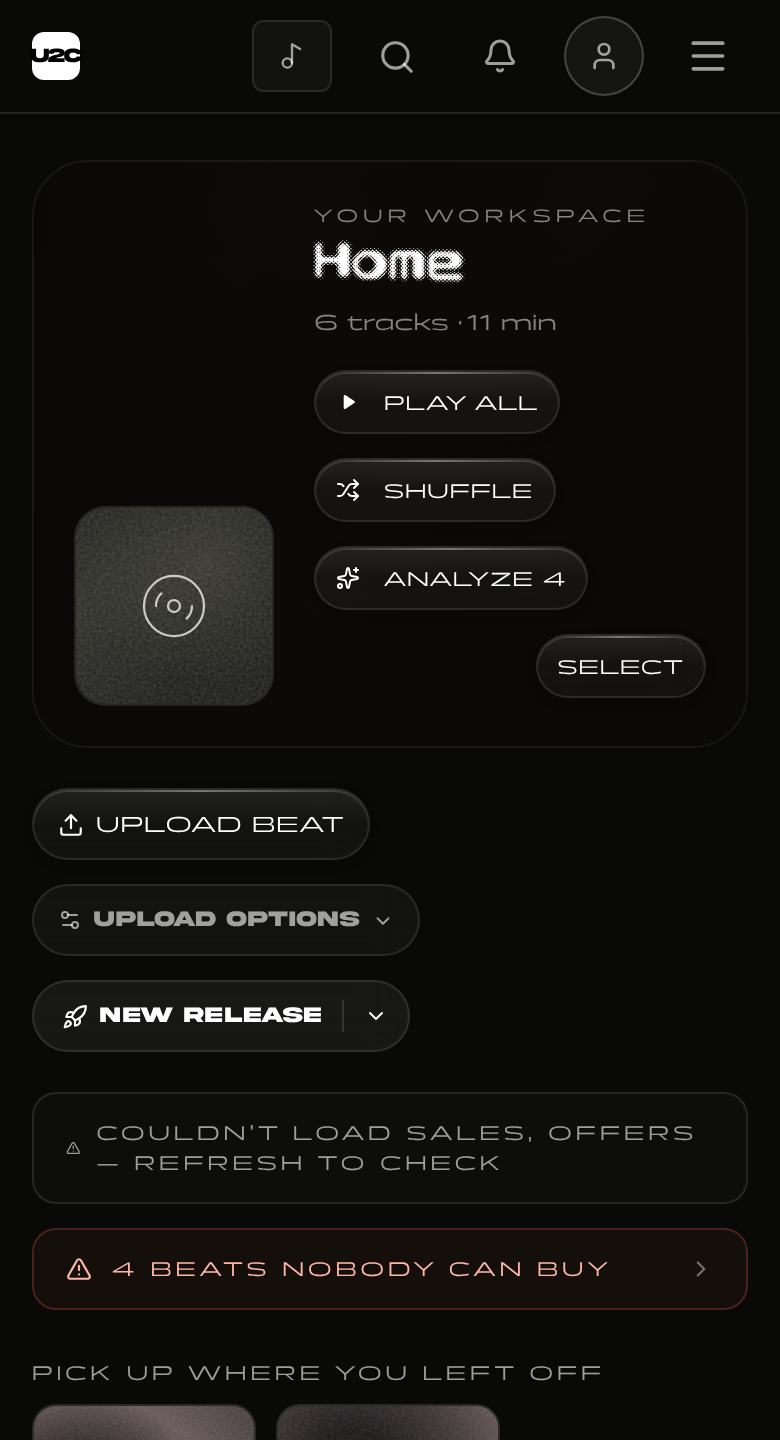 U2C
YOUR WORKSPACE
Home
6 tracks · 11 min
PLAY ALL
SHUFFLE
ANALYZE 4
SELECT
UPLOAD BEAT
UPLOAD OPTIONS
NEW RELEASE
COULDN'T LOAD SALES, OFFERS
— REFRESH TO CHECK
4 BEATS NOBODY CAN BUY
PICK UP WHERE YOU LEFT OFF